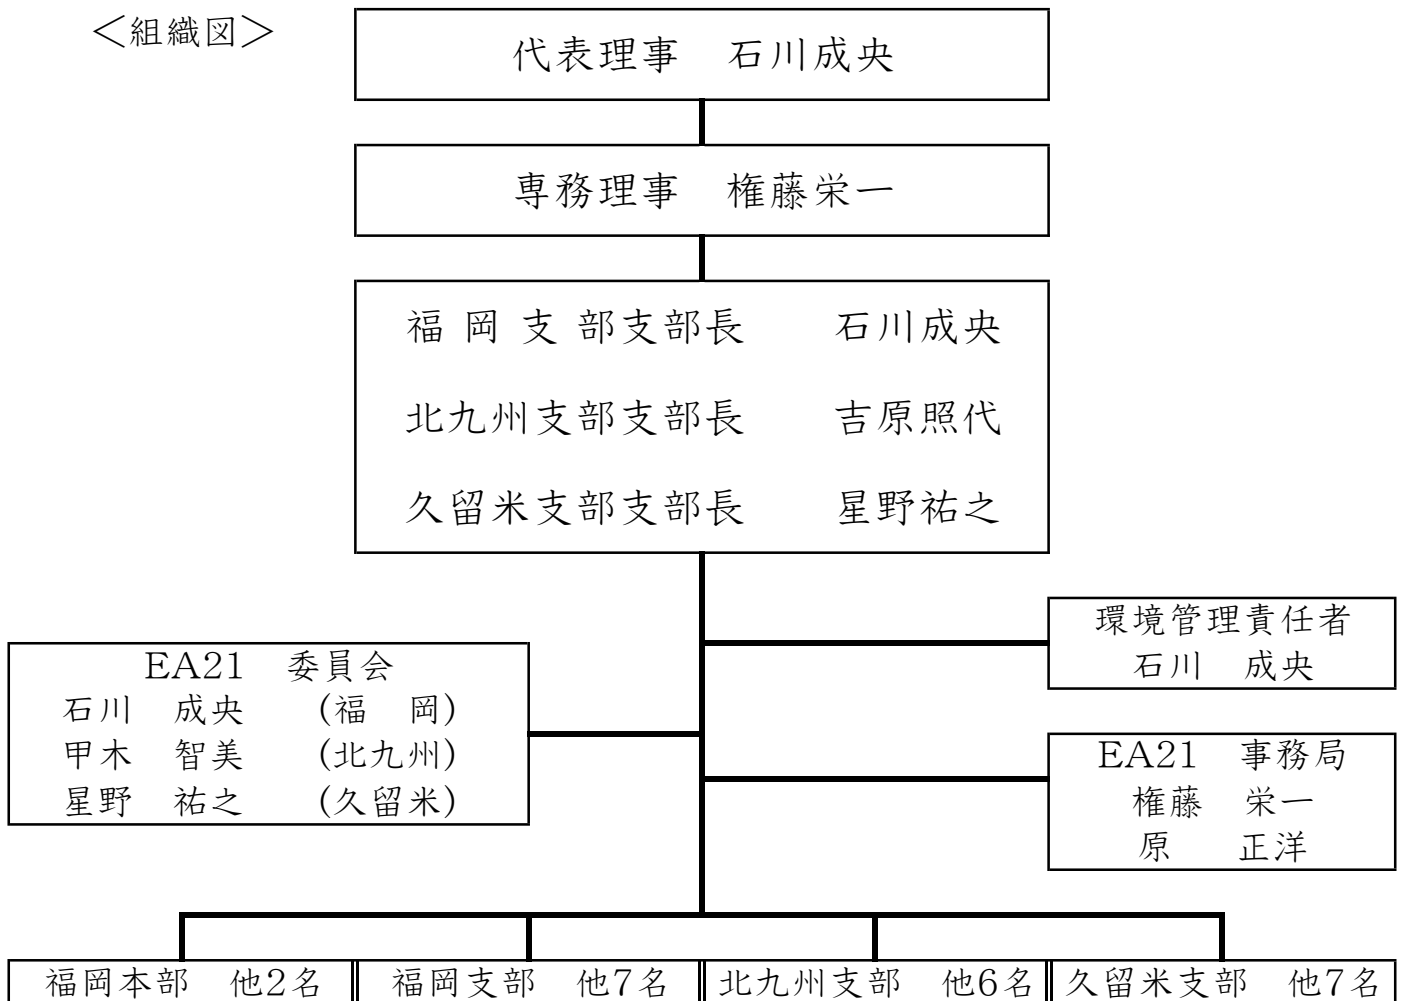 ＜組織図＞
代表理事　石川成央
専務理事　権藤栄一
福 岡 支 部支部長　　石川成央
北九州支部支部長　　吉原照代
久留米支部支部長　　星野祐之
環境管理責任者
石川　成央
EA21　委員会
石川　成央　　(福　岡)
甲木　智美　　(北九州)
星野　祐之　　(久留米)
EA21　事務局
権藤　栄一
原　　正洋
福岡本部　他2名
福岡支部　他7名
北九州支部　他6名
久留米支部　他7名